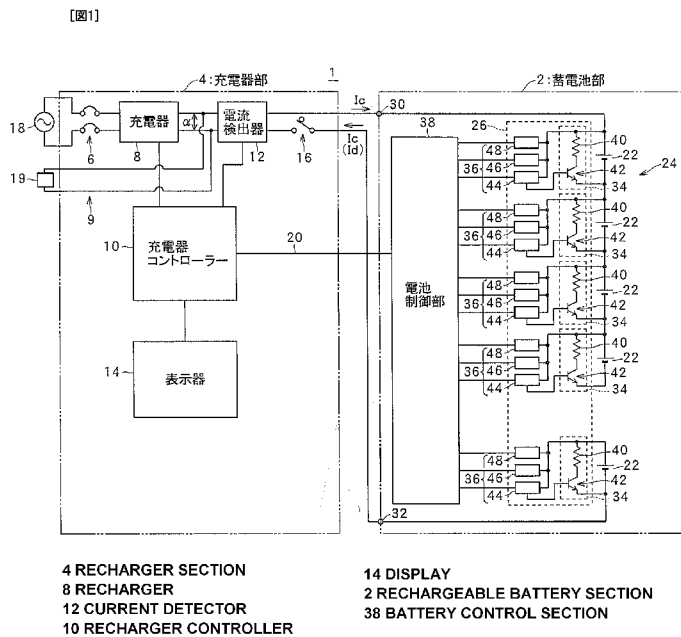 [図1]
4:充電器部
1
2:蓄電池部
Ic
30
18
充電器
α
電流
検出器
Ic
(Id)
38
26
6
8
12
16
19
9
48
36
46
44
40
22
42
34
24
48
36
46
44
40
22
42
34
10
充電器
コントローラー
20
電池
制御部
48
36
46
44
40
22
42
34
14
表示器
48
36
46
44
40
22
42
34
48
36
46
44
40
22
42
34
32
4 RECHARGER SECTION
8 RECHARGER
12 CURRENT DETECTOR
10 RECHARGER CONTROLLER
14 DISPLAY
2 RECHARGEABLE BATTERY SECTION
38 BATTERY CONTROL SECTION